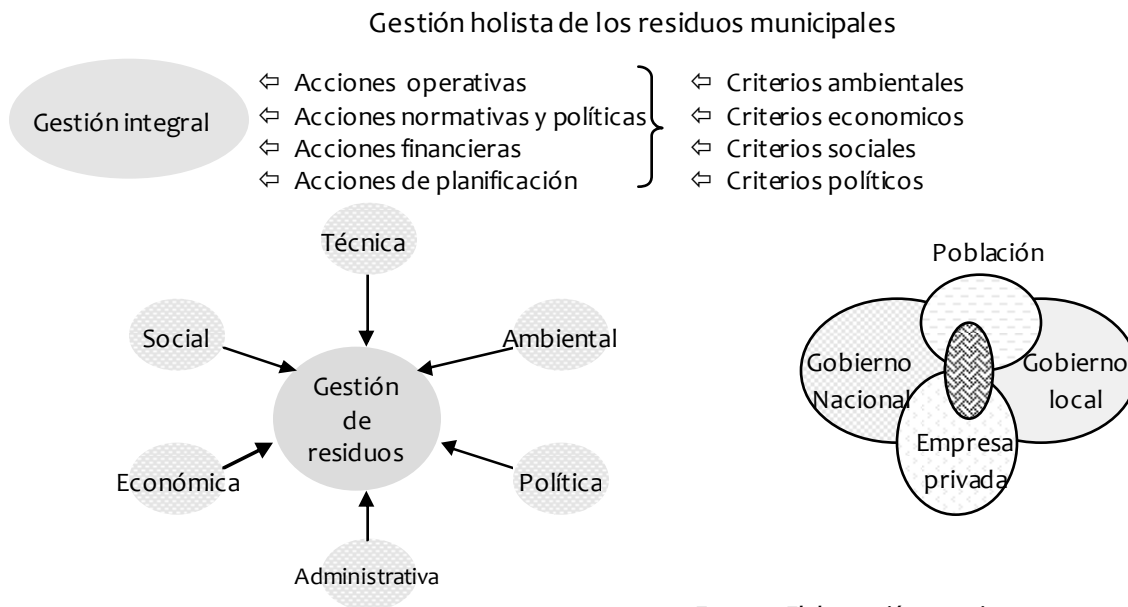 Gestión holista de los residuos municipales
Gestión integral
⇦ Acciones operativas
⇦ Acciones normativas y políticas
⇦ Acciones financieras
⇦ Acciones de planificación
⇦ Criterios ambientales
⇦ Criterios economicos
⇦ Criterios sociales
⇦ Criterios políticos
Técnica
Social
Ambiental
Gestión
de
residuos
Económica
Política
Administrativa
Población
Gobierno
Nacional
Gobierno
local
Empresa
privada